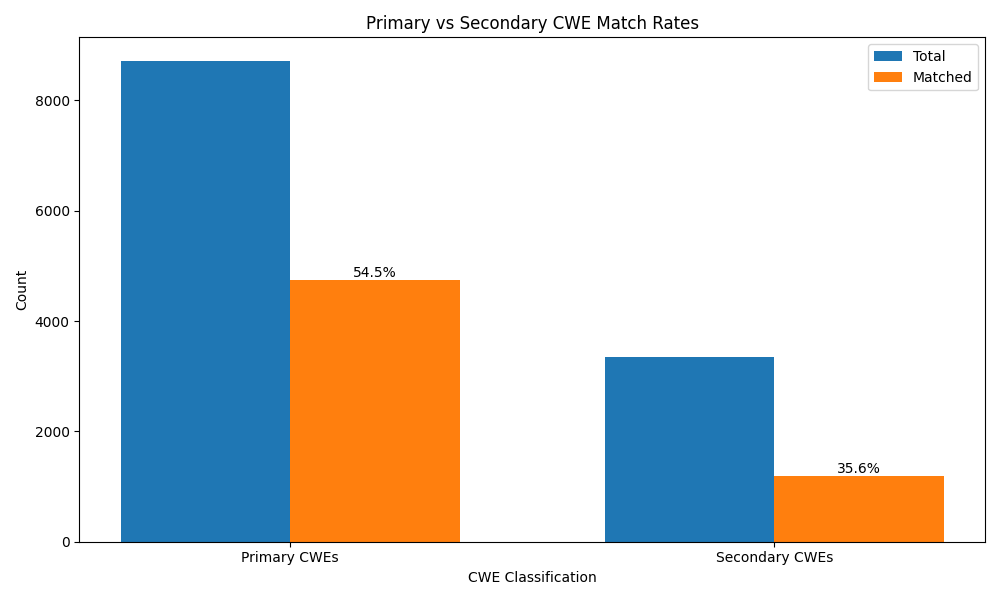 Primary vs Secondary CWE Match Rates
Total
Matched
8000
6000
4000
2000
0
Count
54.5%
35.6%
Primary CWEs
Secondary CWEs
CWE Classification